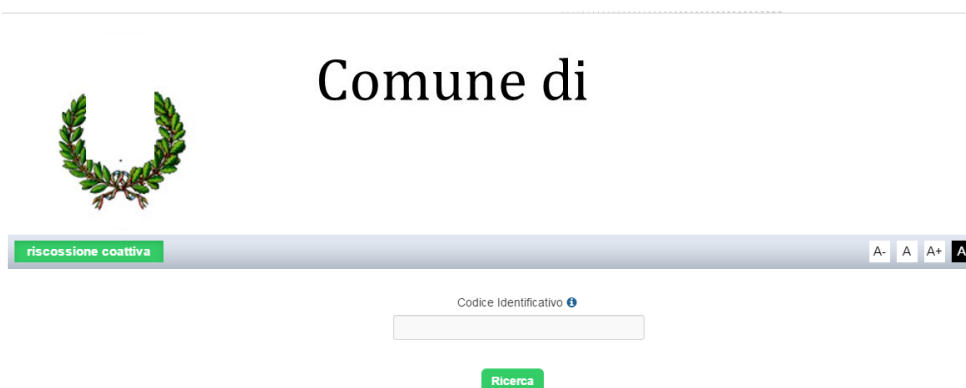 Comune di
riscossione coattiva
A- A A+ A
Codice Identificativo
Ricerca